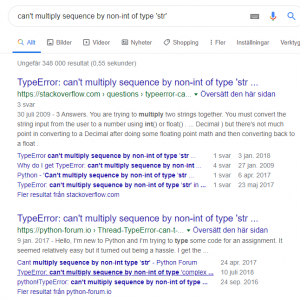 can't multiply sequence by non-int of type 'str'
Allt Bilder Videor Nyheter Shopping Fler Inställningar Verktyg
Ungefär 348 000 resultat (0,55 sekunder)
TypeError: can't multiply sequence by non-int of type 'str ...
https://stackoverflow.com › questions › typeerror-ca... Översätt den här sidan
3 svar
30 juli 2009 - 3 Answers. You are trying to multiply two strings together. You must convert the
string input from the user to a number using int() or float() . ... Decimal ) but there's not much
point in converting to a Decimal after doing some floating point math and then converting back to
a float .
TypeError: can't multiply sequence by non-int of type 'str ... 1 svar 3 jan. 2018
Why do I get TypeError: can't multiply sequence by non-int ... 4 svar
Python - 'Can't multiply sequence by non-int of type 'str ... 1 svar 6 apr. 2017
TypeError: can't multiply sequence by non-int of type 'str' in ... 1 svar 23 maj 2017
Fler resultat från stackoverflow.com
TypeError: can't multiply sequence by non-int of type 'str ...
https://python-forum.io › Thread-TypeError-can-t-... Översätt den här sidan
9 jan. 2017 - Hello, I'm new to Python and I'm trying to type some code for an assignment. It
seemed relatively easy but it turned out being a hassle. I get the ...
Cant multiply sequence by non-int type 'str' - Python Forum 24 apr. 2017
TypeError: can't multiply sequence by non-int of type 'complex ... 10 juli 2018
python!TypeError: can't multiply sequence by non-int of type ... 24 sep. 2016
Fler resultat från python-forum.io